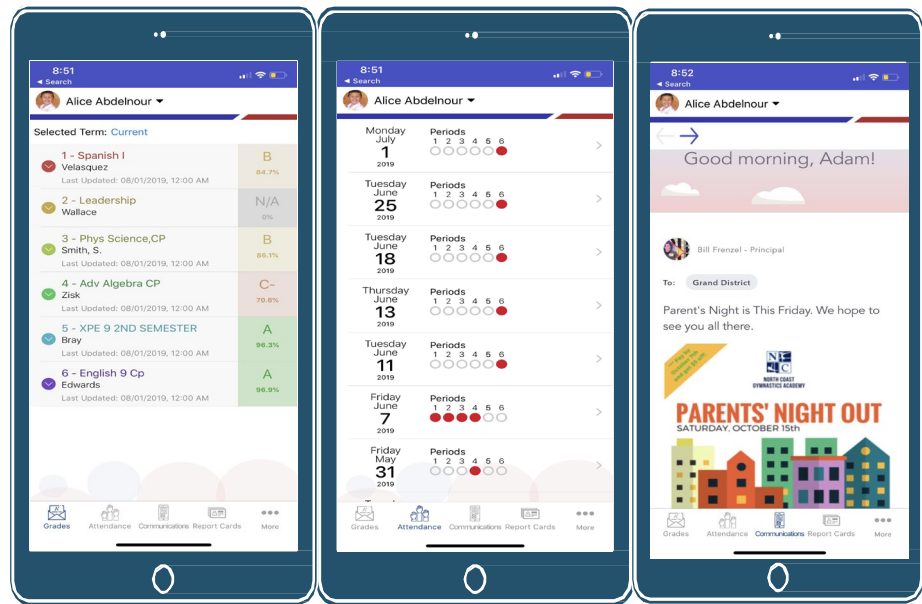 8:51
Search
Alice Abdelnour
Selected Term: Current
1 - Spanish I
Velasquez
Last Updated: 08/01/2019, 12:00 AM
B
84.7%
2 - Leadership
Wallace
N/A
0%
3 - Phys Science,CP
Smith, S.
Last Updated: 08/01/2019, 12:00 AM
B
86.1%
4 - Adv Algebra CP
Zisk
Last Updated: 08/01/2019, 12:00 AM
C-
70.8%
5 - XPE 9 2ND SEMESTER
Bray
Last Updated: 08/01/2019, 12:00 AM
A
96.3%
6 - English 9 Cp
Edwards
Last Updated: 08/01/2019, 12:00 AM
A
96.9%
Grades Attendance Communications Report Cards More
8:51
Search
Alice Abdelnour
Monday
July
1
2019
Periods
1 2 3 4 5 6
Tuesday
June
25
2019
Periods
1 2 3 4 5 6
Tuesday
June
18
2019
Periods
1 2 3 4 5 6
Thursday
June
13
2019
Periods
1 2 3 4 5 6
Tuesday
June
11
2019
Periods
1 2 3 4 5 6
Friday
June
7
2019
Periods
1 2 3 4 5 6
Friday
May
31
2019
Periods
1 2 3 4 5 6
Grades Attendance Communications Report Cards More
8:52
Search
Alice Abdelnour
Good morning, Adam!
Bill Frenzel - Principal
To: Grand District
Parent's Night is This Friday. We hope to
see you all there.
NORTH COAST
GYMNASTICS ACADEMY
PARENTS' NIGHT OUT
SATURDAY, OCTOBER 15th
Grades Attendance Communications Report Cards More